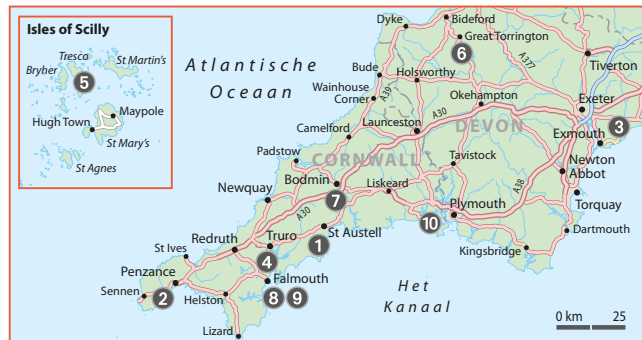 Isles of Scilly
Tresco
Bryher
St Martin's
5
Maypole
Hugh Town
St Mary's
St Agnes
Atlantische
Oceaan
Dyke
Bideford
Great Torrington
6
A377
Tiverton
Bude
Holsworthy
Wainhouse
Corner
A39
Okehampton
A30
Exeter
Camelford
Launceston
DEVON
Exmouth
3
Padstow
CORNWALL
Tavistock
Newton
Abbot
Bodmin
Liskeard
A38
7
Newquay
Plymouth
Torquay
A30
10
Redruth
Truro
St Austell
1
Dartmouth
St Ives
4
Kingsbridge
Penzance
Falmouth
Het
Kanaal
Sennen
2
Helston
8
9
Lizard
0 km
25